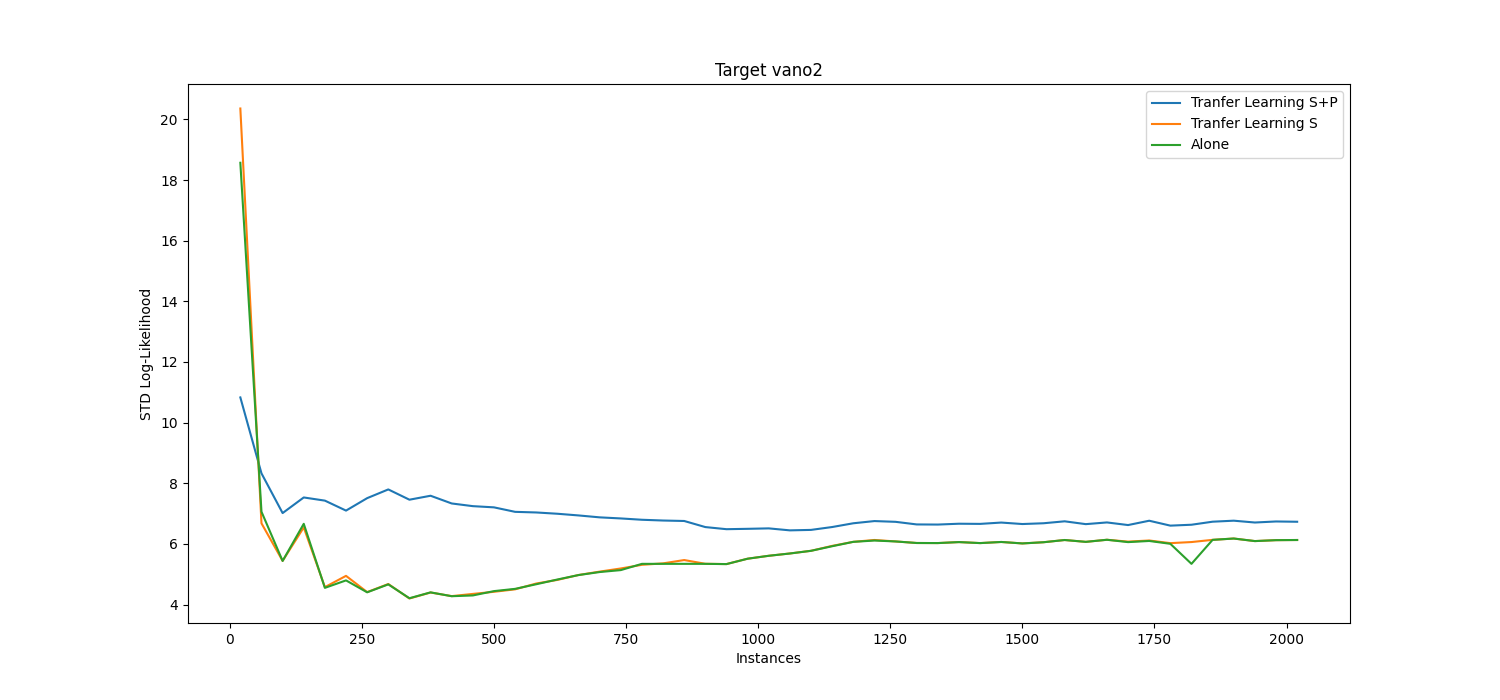 Target vano2
Tranfer Learning S+P
Tranfer Learning S
Alone
STD Log-Likelihood
20
18
16
14
12
10
8
6
4
0 250 500 750 1000 1250 1500 1750 2000
Instances